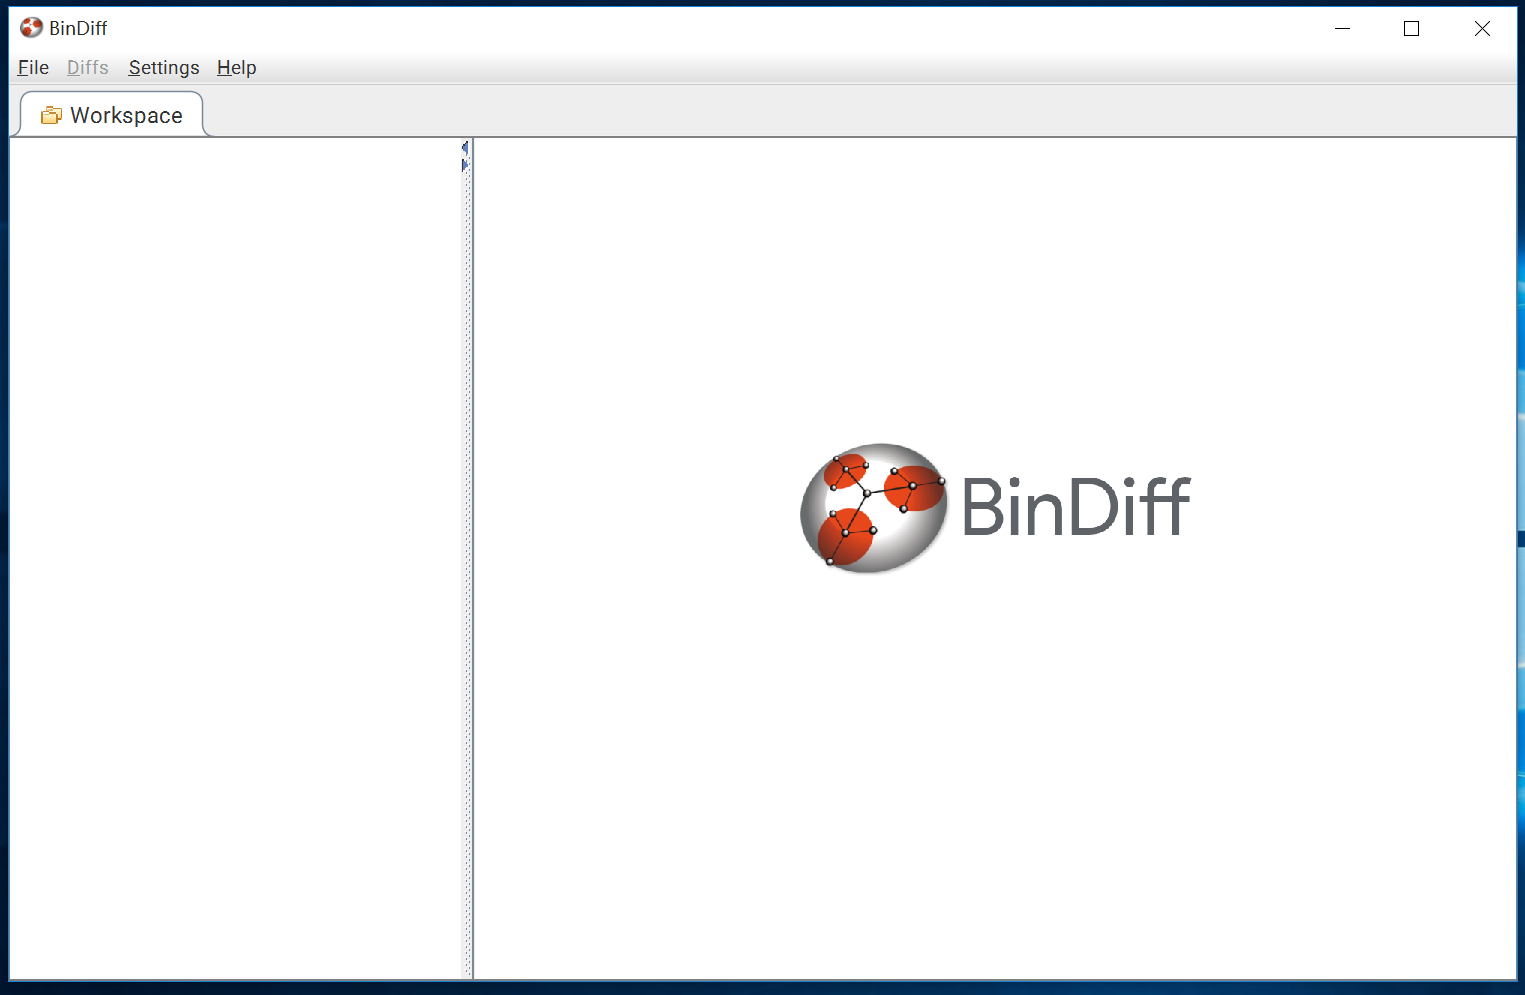 BinDiff
File Diffs Settings Help
Workspace
BinDiff